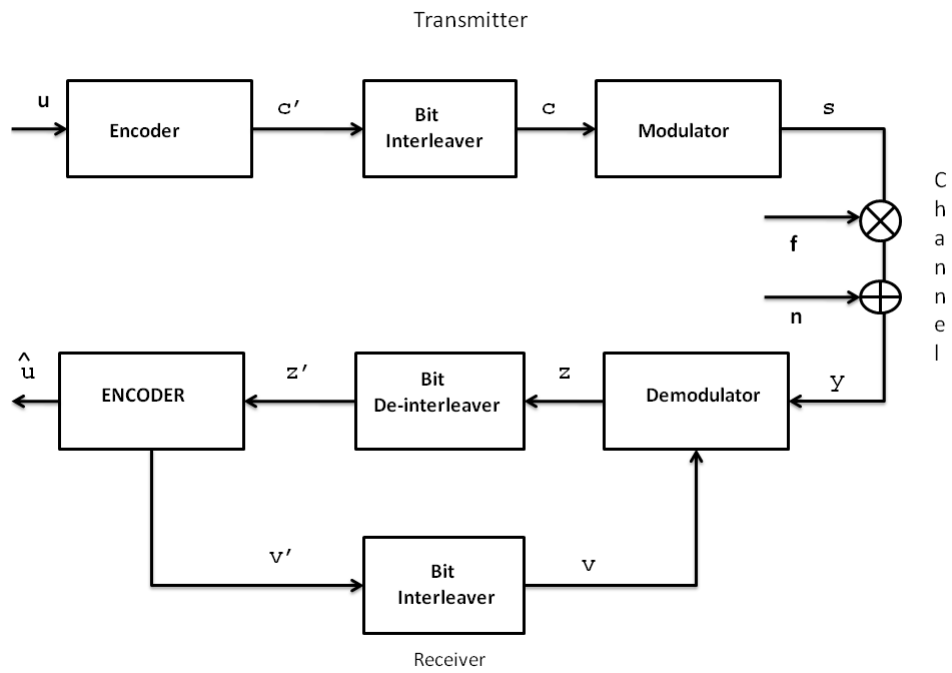 Transmitter
u
Encoder
c'
Bit
Interleaver
c
Modulator
s
f
n
C
h
a
n
n
e
l
û
ENCODER
z'
Bit
De-interleaver
z
Demodulator
y
v'
Bit
Interleaver
v
Receiver